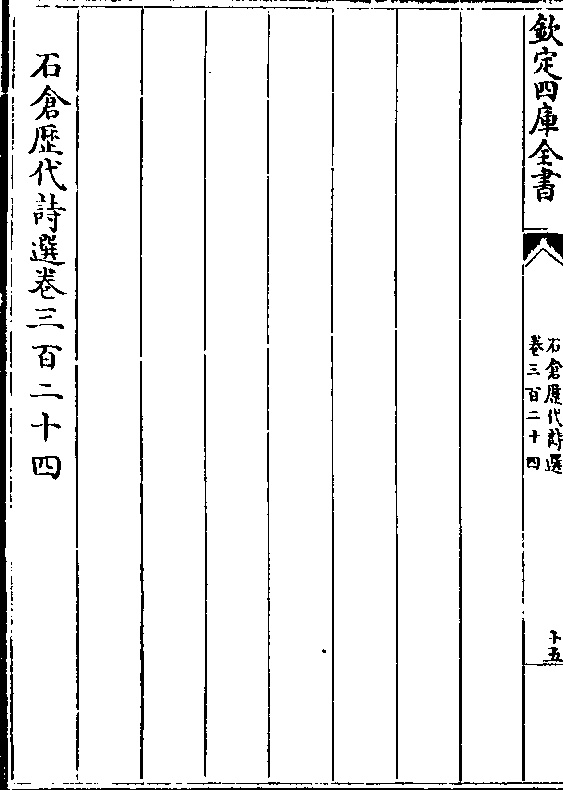 欽定四庫全書
石倉歷代詩選
卷三百二十四
十五
石倉歴代詩選卷三百二十四